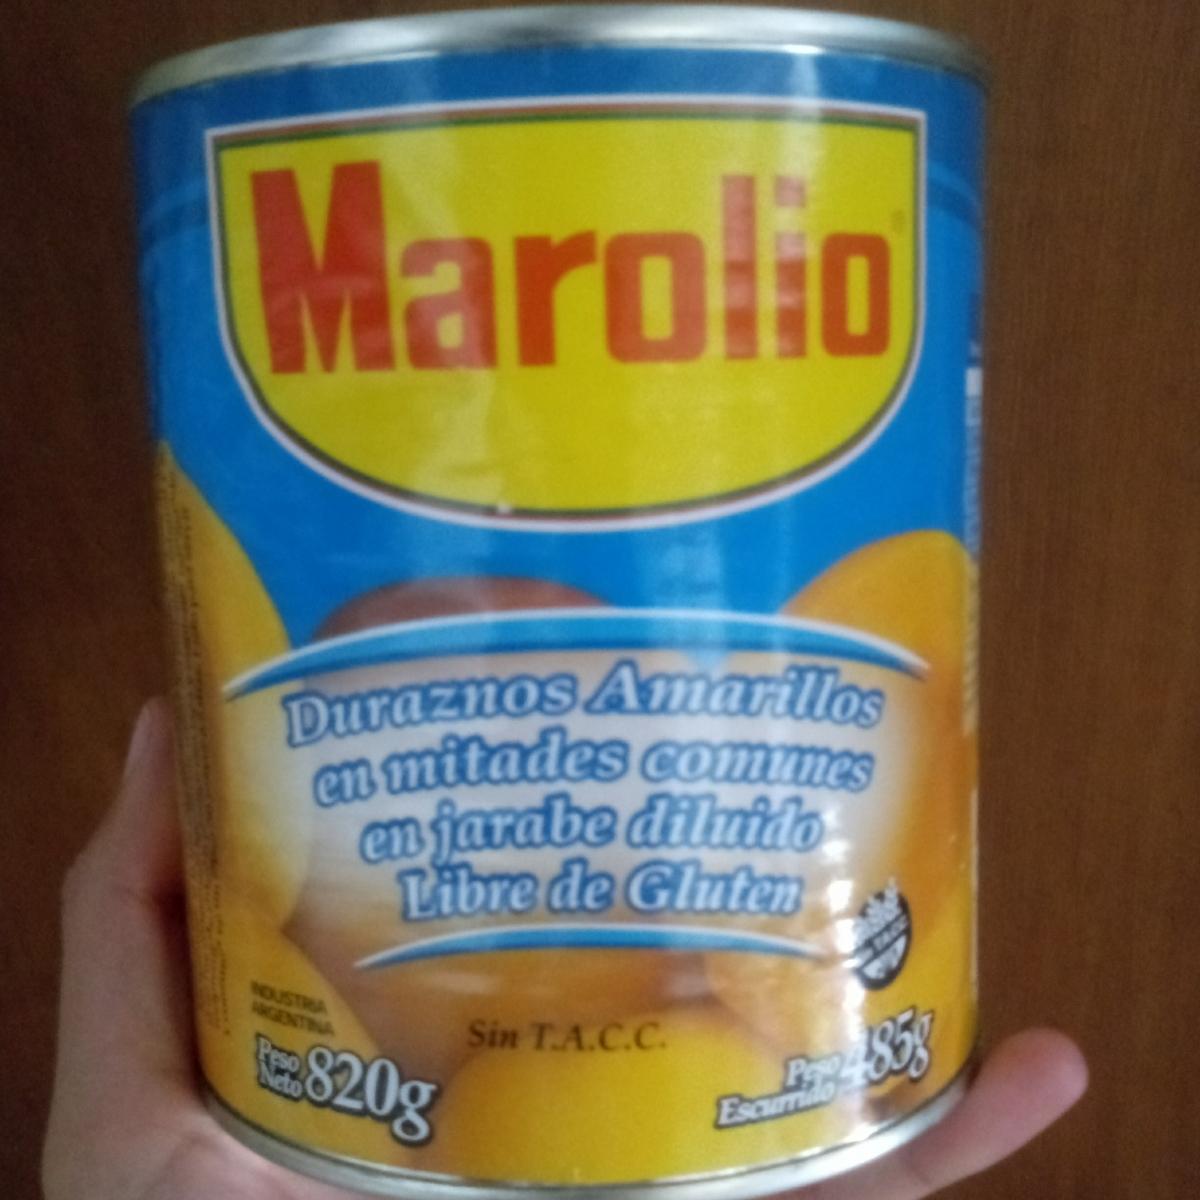 Marolio
Duraznos Amarillos
en mitades comunes
en jarabe diluido
Libre de Gluten
INDUSTRIA
ARGENTINA
Sin T.A.C.C.
Peso
Neto 820g
Peso
Escurrido 485g